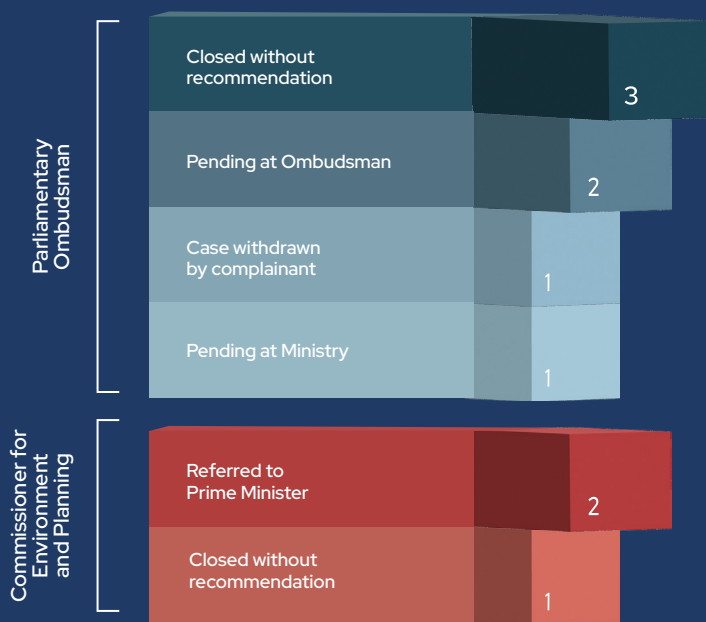 Parliamentary
Ombudsman
Closed without
recommendation
3
Pending at Ombudsman
2
Case withdrawn
by complainant
1
Pending at Ministry
1
Commissioner for
Environment
and Planning
Referred to
Prime Minister
2
Closed without
recommendation
1